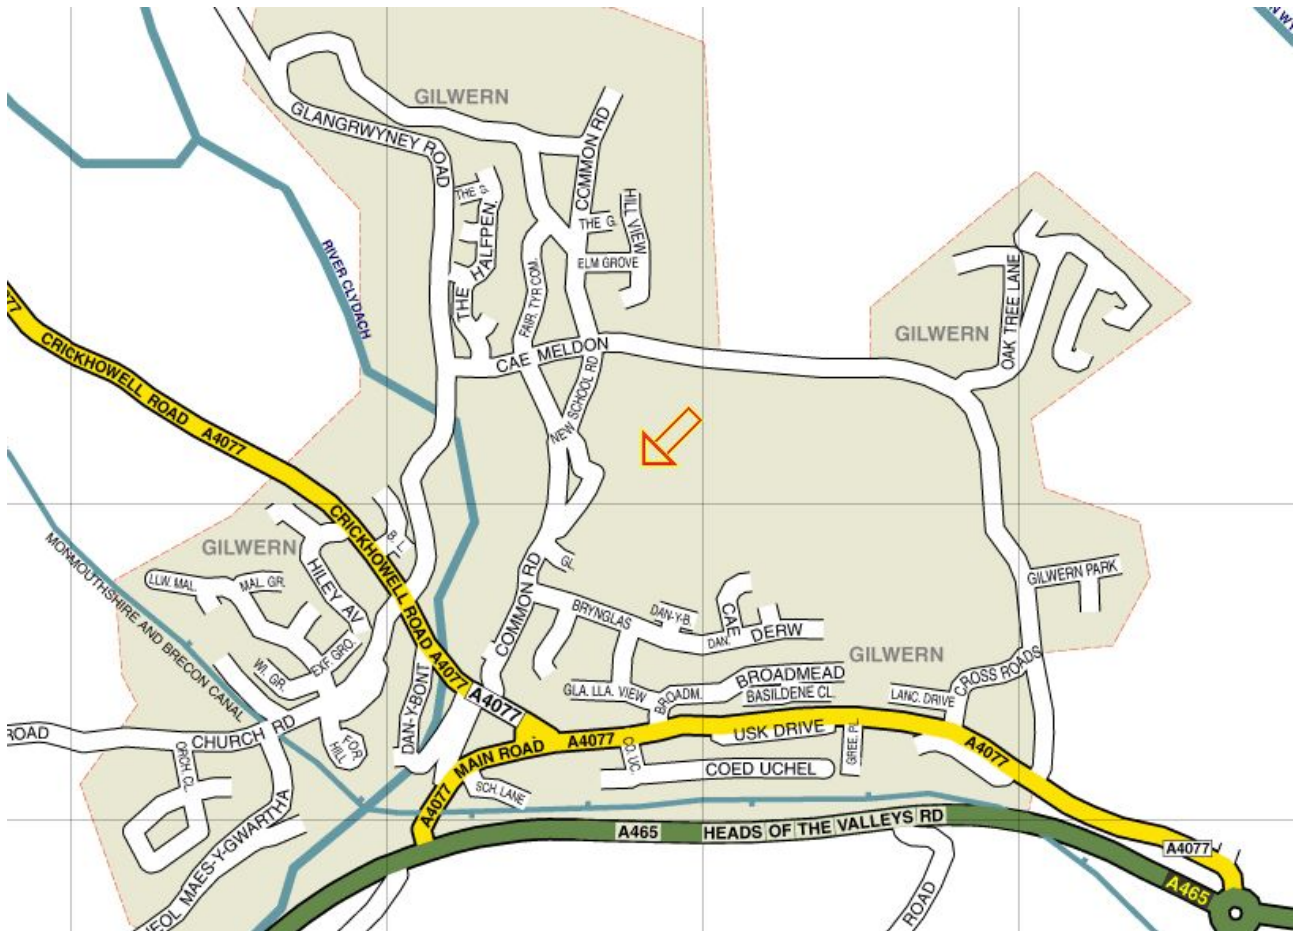 N WY
GILWERN
GLANGRWYNEY ROAD
COMMON RD
THE G.
HALFPEN.
THE
THE G.
HILL VIEW
ELM GROVE
FAIR. TYR COM.
RIVER CLYDACH
OAK TREE LANE
GILWERN
77
CRICKHOWELL ROAD A4077
CAE MELDON
NEW SCHOOL RD
CRICKHOWELL ROAD A4077
GILWERN
B. L.
MONMOUTHSHIRE AND BRECON CANAL
LLW. MAL.
MAL. GR.
HILEY AV
EXF. GRO.
WI. GR.
COMMON RD
GL.
BRYNGLAS
DAN-Y-B.
CAE
DAN.
DERW
GILWERN PARK
GILWERN
CROSS ROADS
LANC. DRIVE
DAN-Y-BONT
A4077
GLA. LLA. VIEW
BROADM.
BROADMEAD
BASILDENE CL.
USK DRIVE
GREE. PL.
CO. UC.
COED UCHEL
ROAD
CHURCH RD
FOR. HILL
ORCH. CL.
MAIN ROAD
A4077
A4077
SCH. LANE
A4077
HEOL MAES-Y-GWARTHA
A465
HEADS OF THE VALLEYS RD
A4077
A465
ROAD